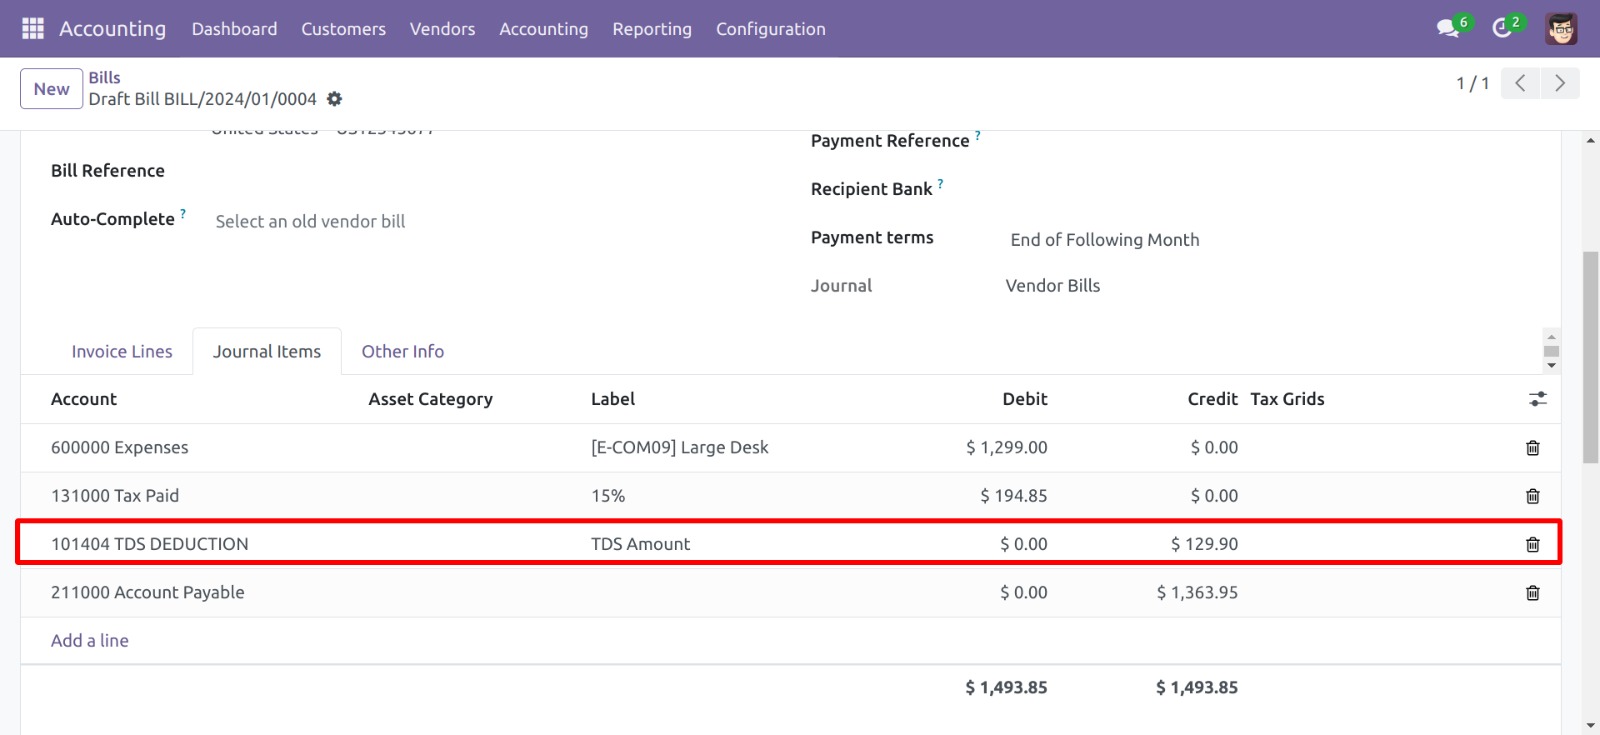 Accounting Dashboard Customers Vendors Accounting Reporting Configuration 6 2
New Bills
Draft Bill BILL/2024/01/0004 1 / 1
Payment Reference ?
Bill Reference
Recipient Bank ?
Auto-Complete ? Select an old vendor bill
Payment terms End of Following Month
Journal Vendor Bills
Invoice Lines Journal Items Other Info
Account Asset Category Label Debit Credit Tax Grids
600000 Expenses [E-COM09] Large Desk $ 1,299.00 $ 0.00
131000 Tax Paid 15% $ 194.85 $ 0.00
101404 TDS DEDUCTION TDS Amount $ 0.00 $ 129.90
211000 Account Payable $ 0.00 $ 1,363.95
Add a line
$ 1,493.85 $ 1,493.85